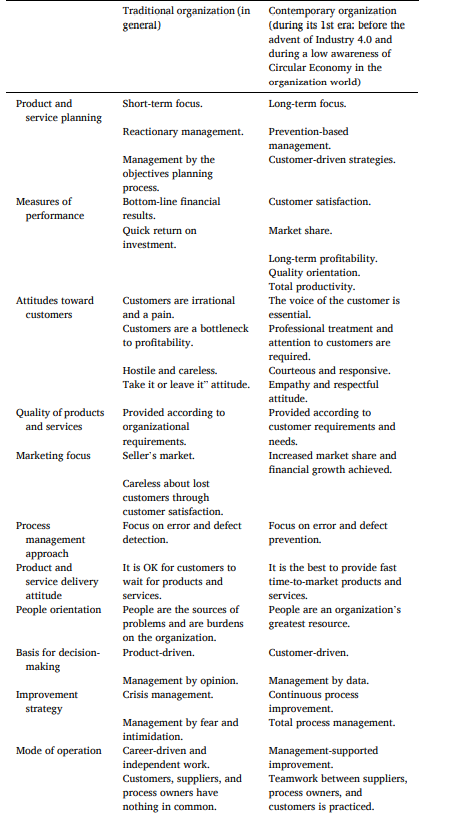 Traditional organization (in
general)
Contemporary organization
(during its 1st era; before the
advent of Industry 4.0 and
during a low awareness of
Circular Economy in the
organization world)
Product and
service planning
Short-term focus.
Long-term focus.
Reactionary management.
Prevention-based
management.
Management by the
objectives planning
process.
Customer-driven strategies.
Measures of
performance
Bottom-line financial
results.
Customer satisfaction.
Quick return on
investment.
Market share.
Long-term profitability.
Quality orientation.
Total productivity.
Attitudes toward
customers
Customers are irrational
and a pain.
The voice of the customer is
essential.
Customers are a bottleneck
to profitability.
Professional treatment and
attention to customers are
required.
Hostile and careless.
Courteous and responsive.
Take it or leave it” attitude.
Empathy and respectful
attitude.
Quality of products
and services
Provided according to
organizational
requirements.
Provided according to
customer requirements and
needs.
Marketing focus
Seller’s market.
Increased market share and
financial growth achieved.
Careless about lost
customers through
customer satisfaction.
Process
management
approach
Focus on error and defect
detection.
Focus on error and defect
prevention.
Product and
service delivery
attitude
It is OK for customers to
wait for products and
services.
It is the best to provide fast
time-to-market products and
services.
People orientation
People are the sources of
problems and are burdens
on the organization.
People are an organization’s
greatest resource.
Basis for decision-
making
Product-driven.
Customer-driven.
Management by opinion.
Management by data.
Improvement
strategy
Crisis management.
Continuous process
improvement.
Management by fear and
intimidation.
Total process management.
Mode of operation
Career-driven and
independent work.
Management-supported
improvement.
Customers, suppliers, and
process owners have
nothing in common.
Teamwork between suppliers,
process owners, and
customers is practiced.